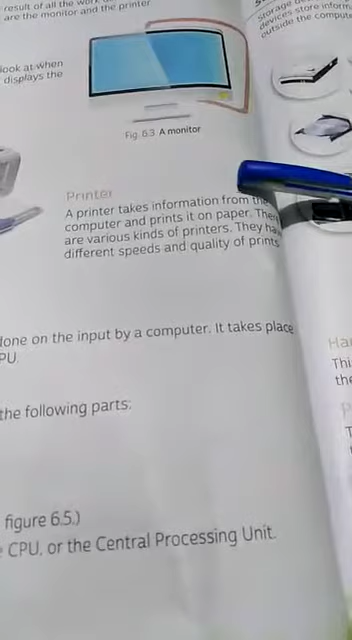 result of all the work
are the monitor and the printer
look at when
displays the
Fig. 6.3 A monitor
Printer
A printer takes information from the
computer and prints it on paper. There
are various kinds of printers. They
different speeds and quality of prints
done on the input by a computer. It takes place
PU.
the following parts:
figure 6.5.)
CPU, or the Central Processing Unit.
storage
devices store
outside the
Thi
the